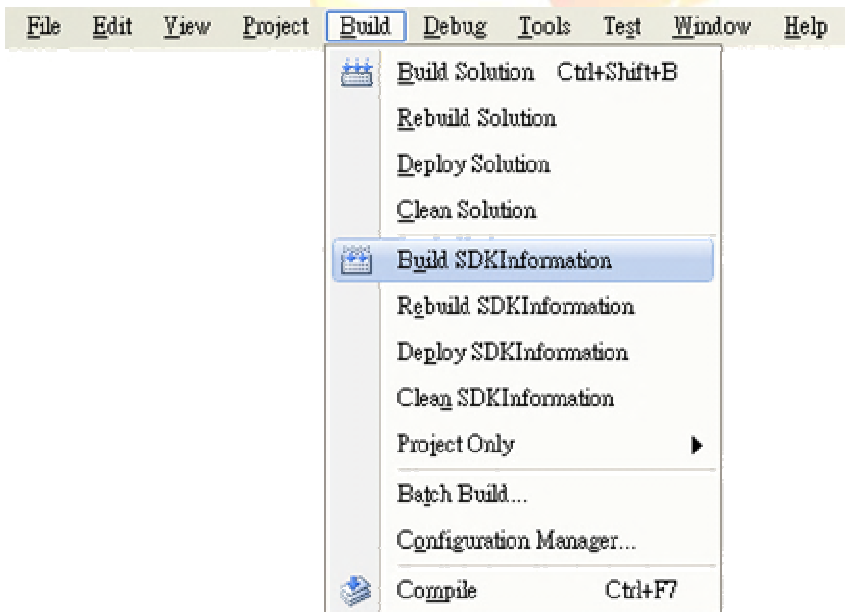 File Edit View Project Build Debug Tools Test Window Help
Build Solution Ctrl+Shift+B
Rebuild Solution
Deploy Solution
Clean Solution
Build SDKInformation
Rebuild SDKInformation
Deploy SDKInformation
Clean SDKInformation
Project Only
Batch Build...
Configuration Manager...
Compile Ctrl+F7